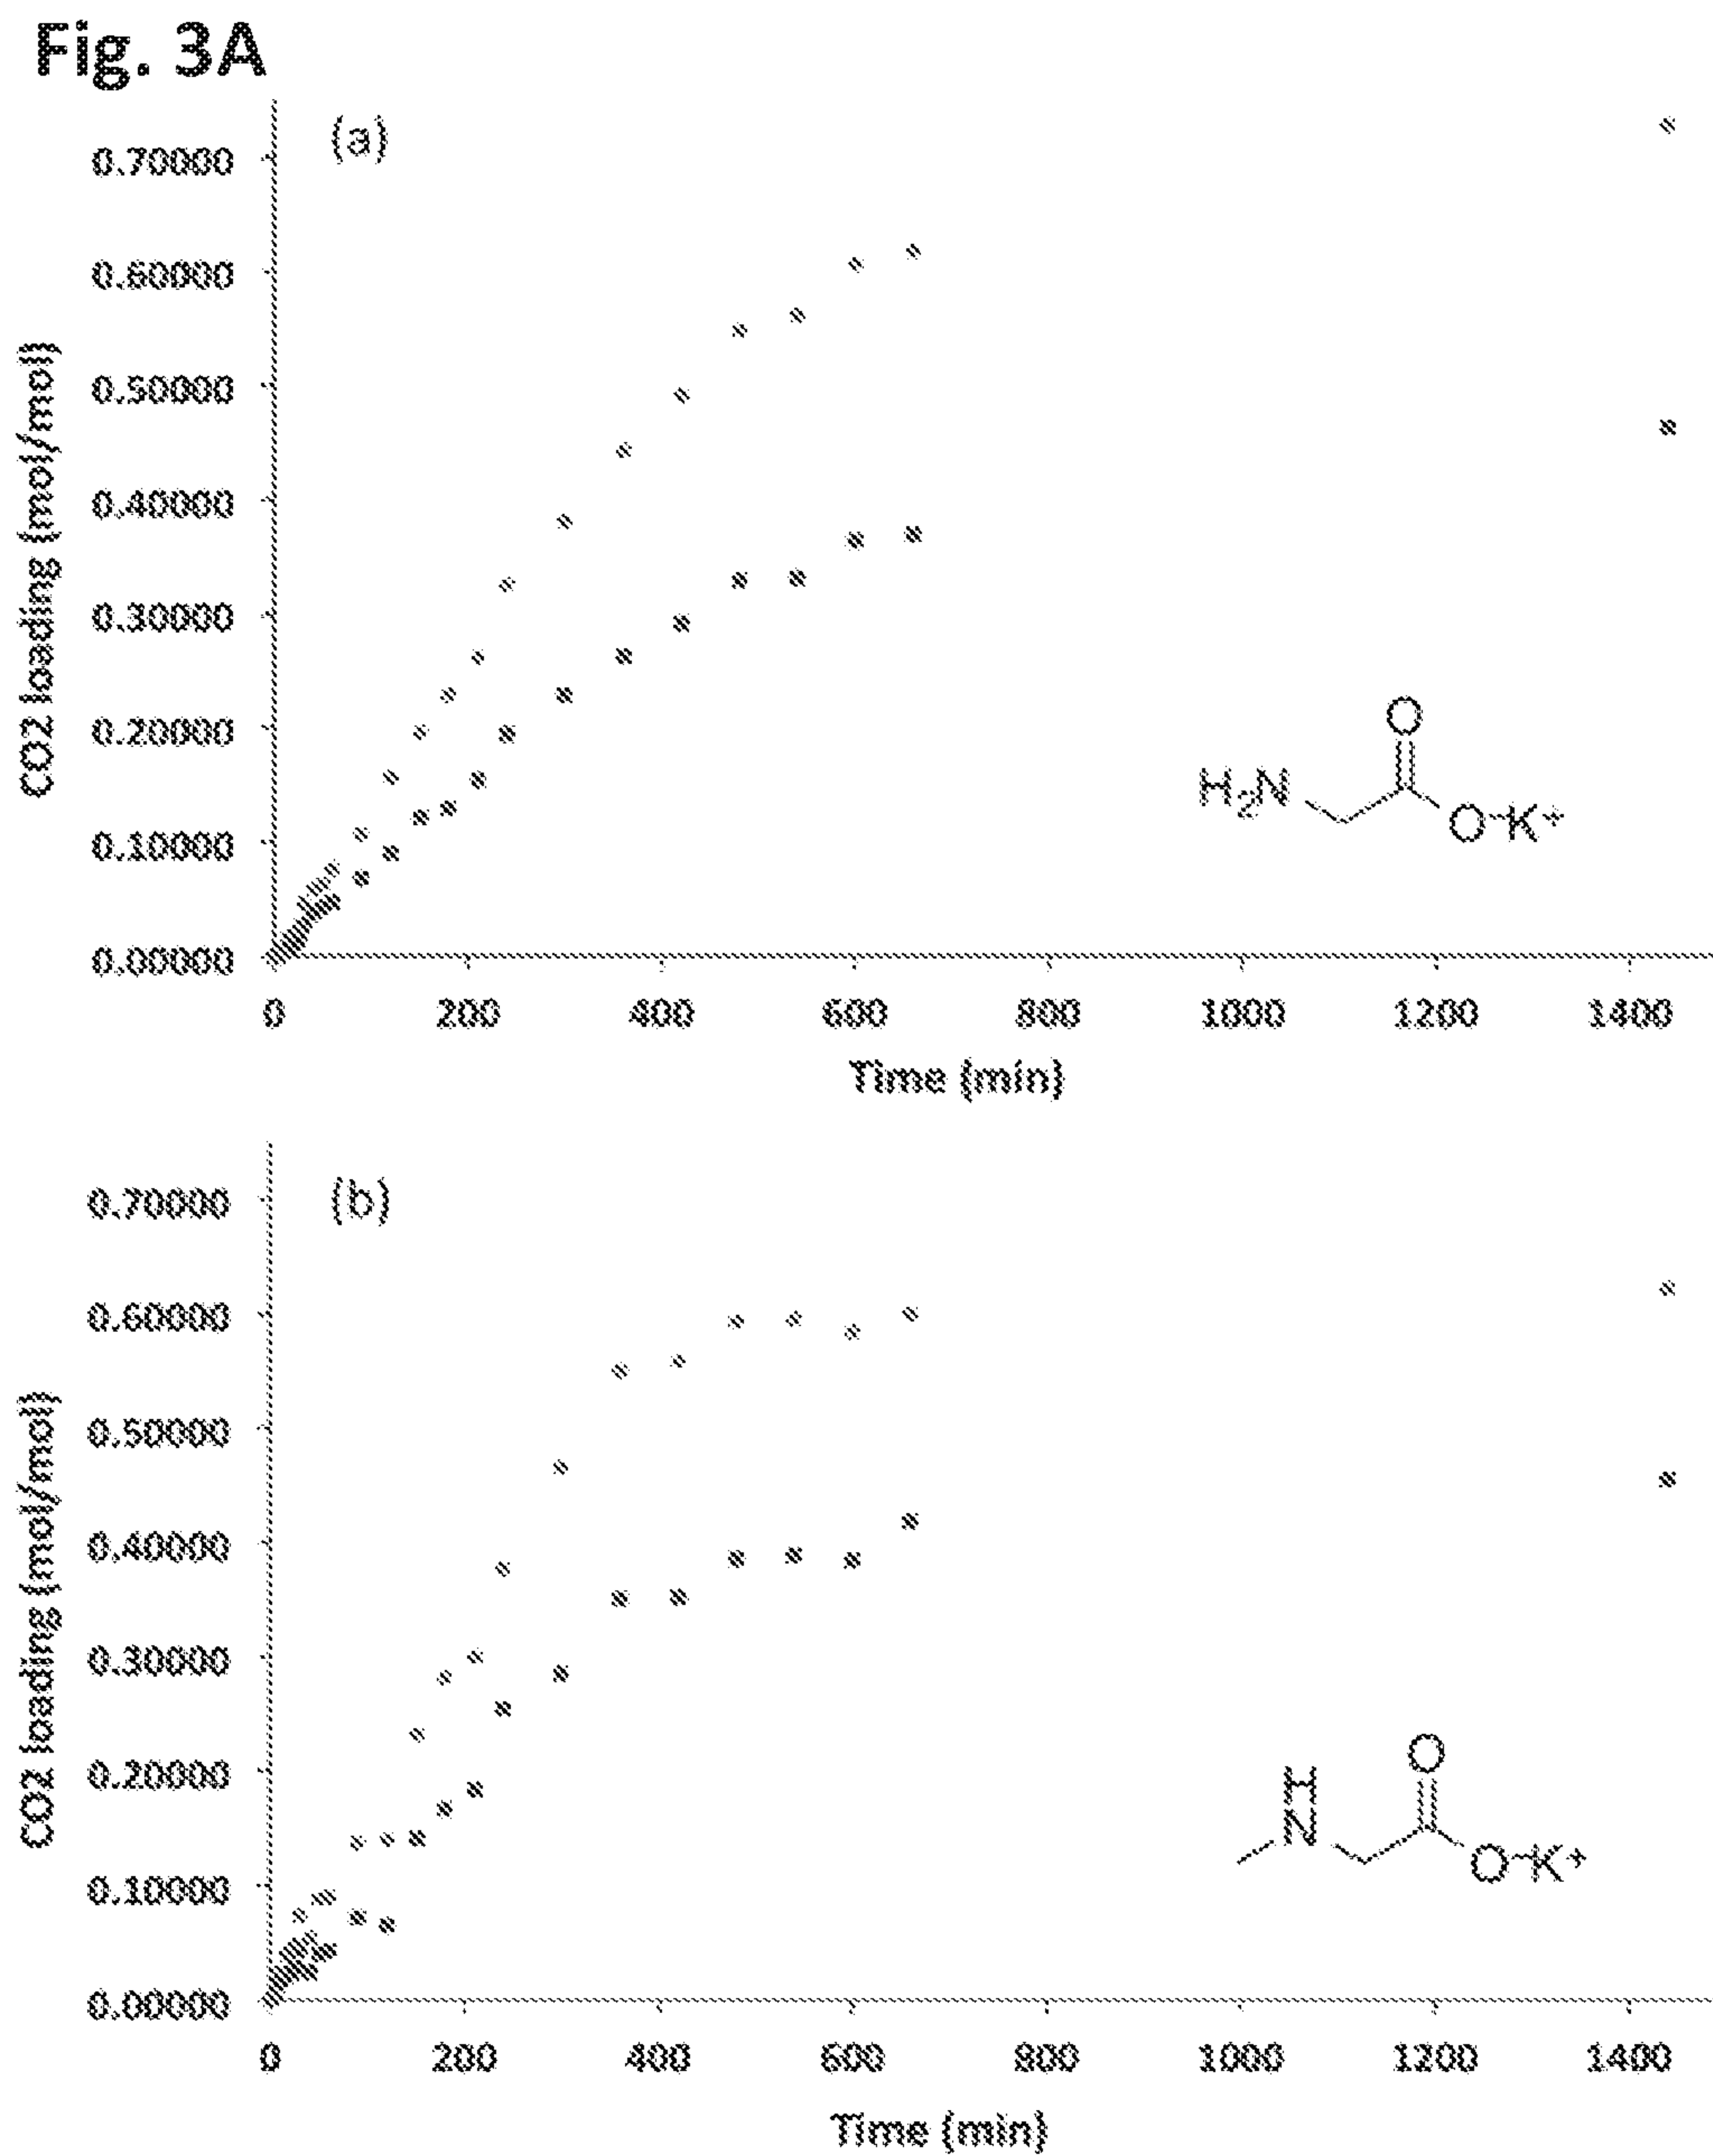 Fig. 3A
(a)
CO2 loading (mol/mol)
0.70000
0.60000
0.50000
0.40000
0.30000
0.20000
0.10000
0.00000
0 200 400 600 800 1000 1200 1400
Time (min)
O
H2N
O-K+
(b)
CO2 loading (mol/mol)
0.70000
0.60000
0.50000
0.40000
0.30000
0.20000
0.10000
0.00000
0 200 400 600 800 1000 1200 1400
Time (min)
O
H
N
O-K+